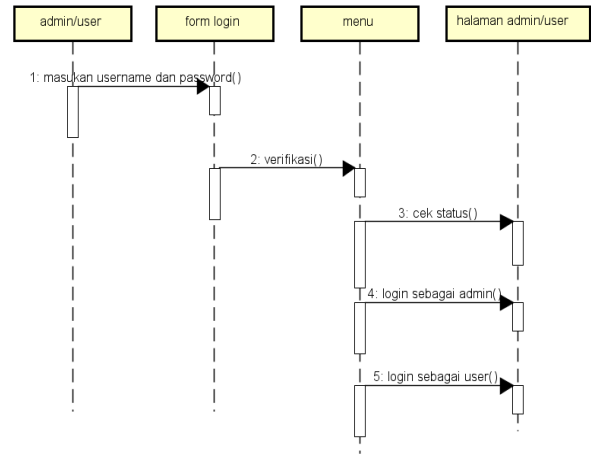 admin/user
form login
menu
halaman admin/user
1: masukan username dan password()
2: verifikasi()
3: cek status()
4: login sebagai admin()
5: login sebagai user()